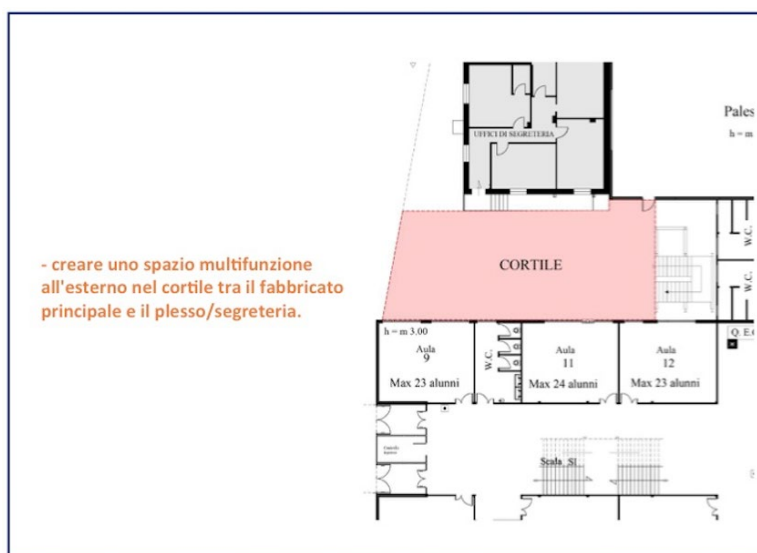 Pales
h = m
UFFICI DI SEGRETERIA
- creare uno spazio multifunzione
all'esterno nel cortile tra il fabbricato
principale e il plesso/segreteria.
CORTILE
W.C.
W.C.
h = m 3.00
Aula
9
Max 23 alunni
W.C.
Aula
11
Max 24 alunni
Aula
12
Max 23 alunni
Q. E.
Scala S1